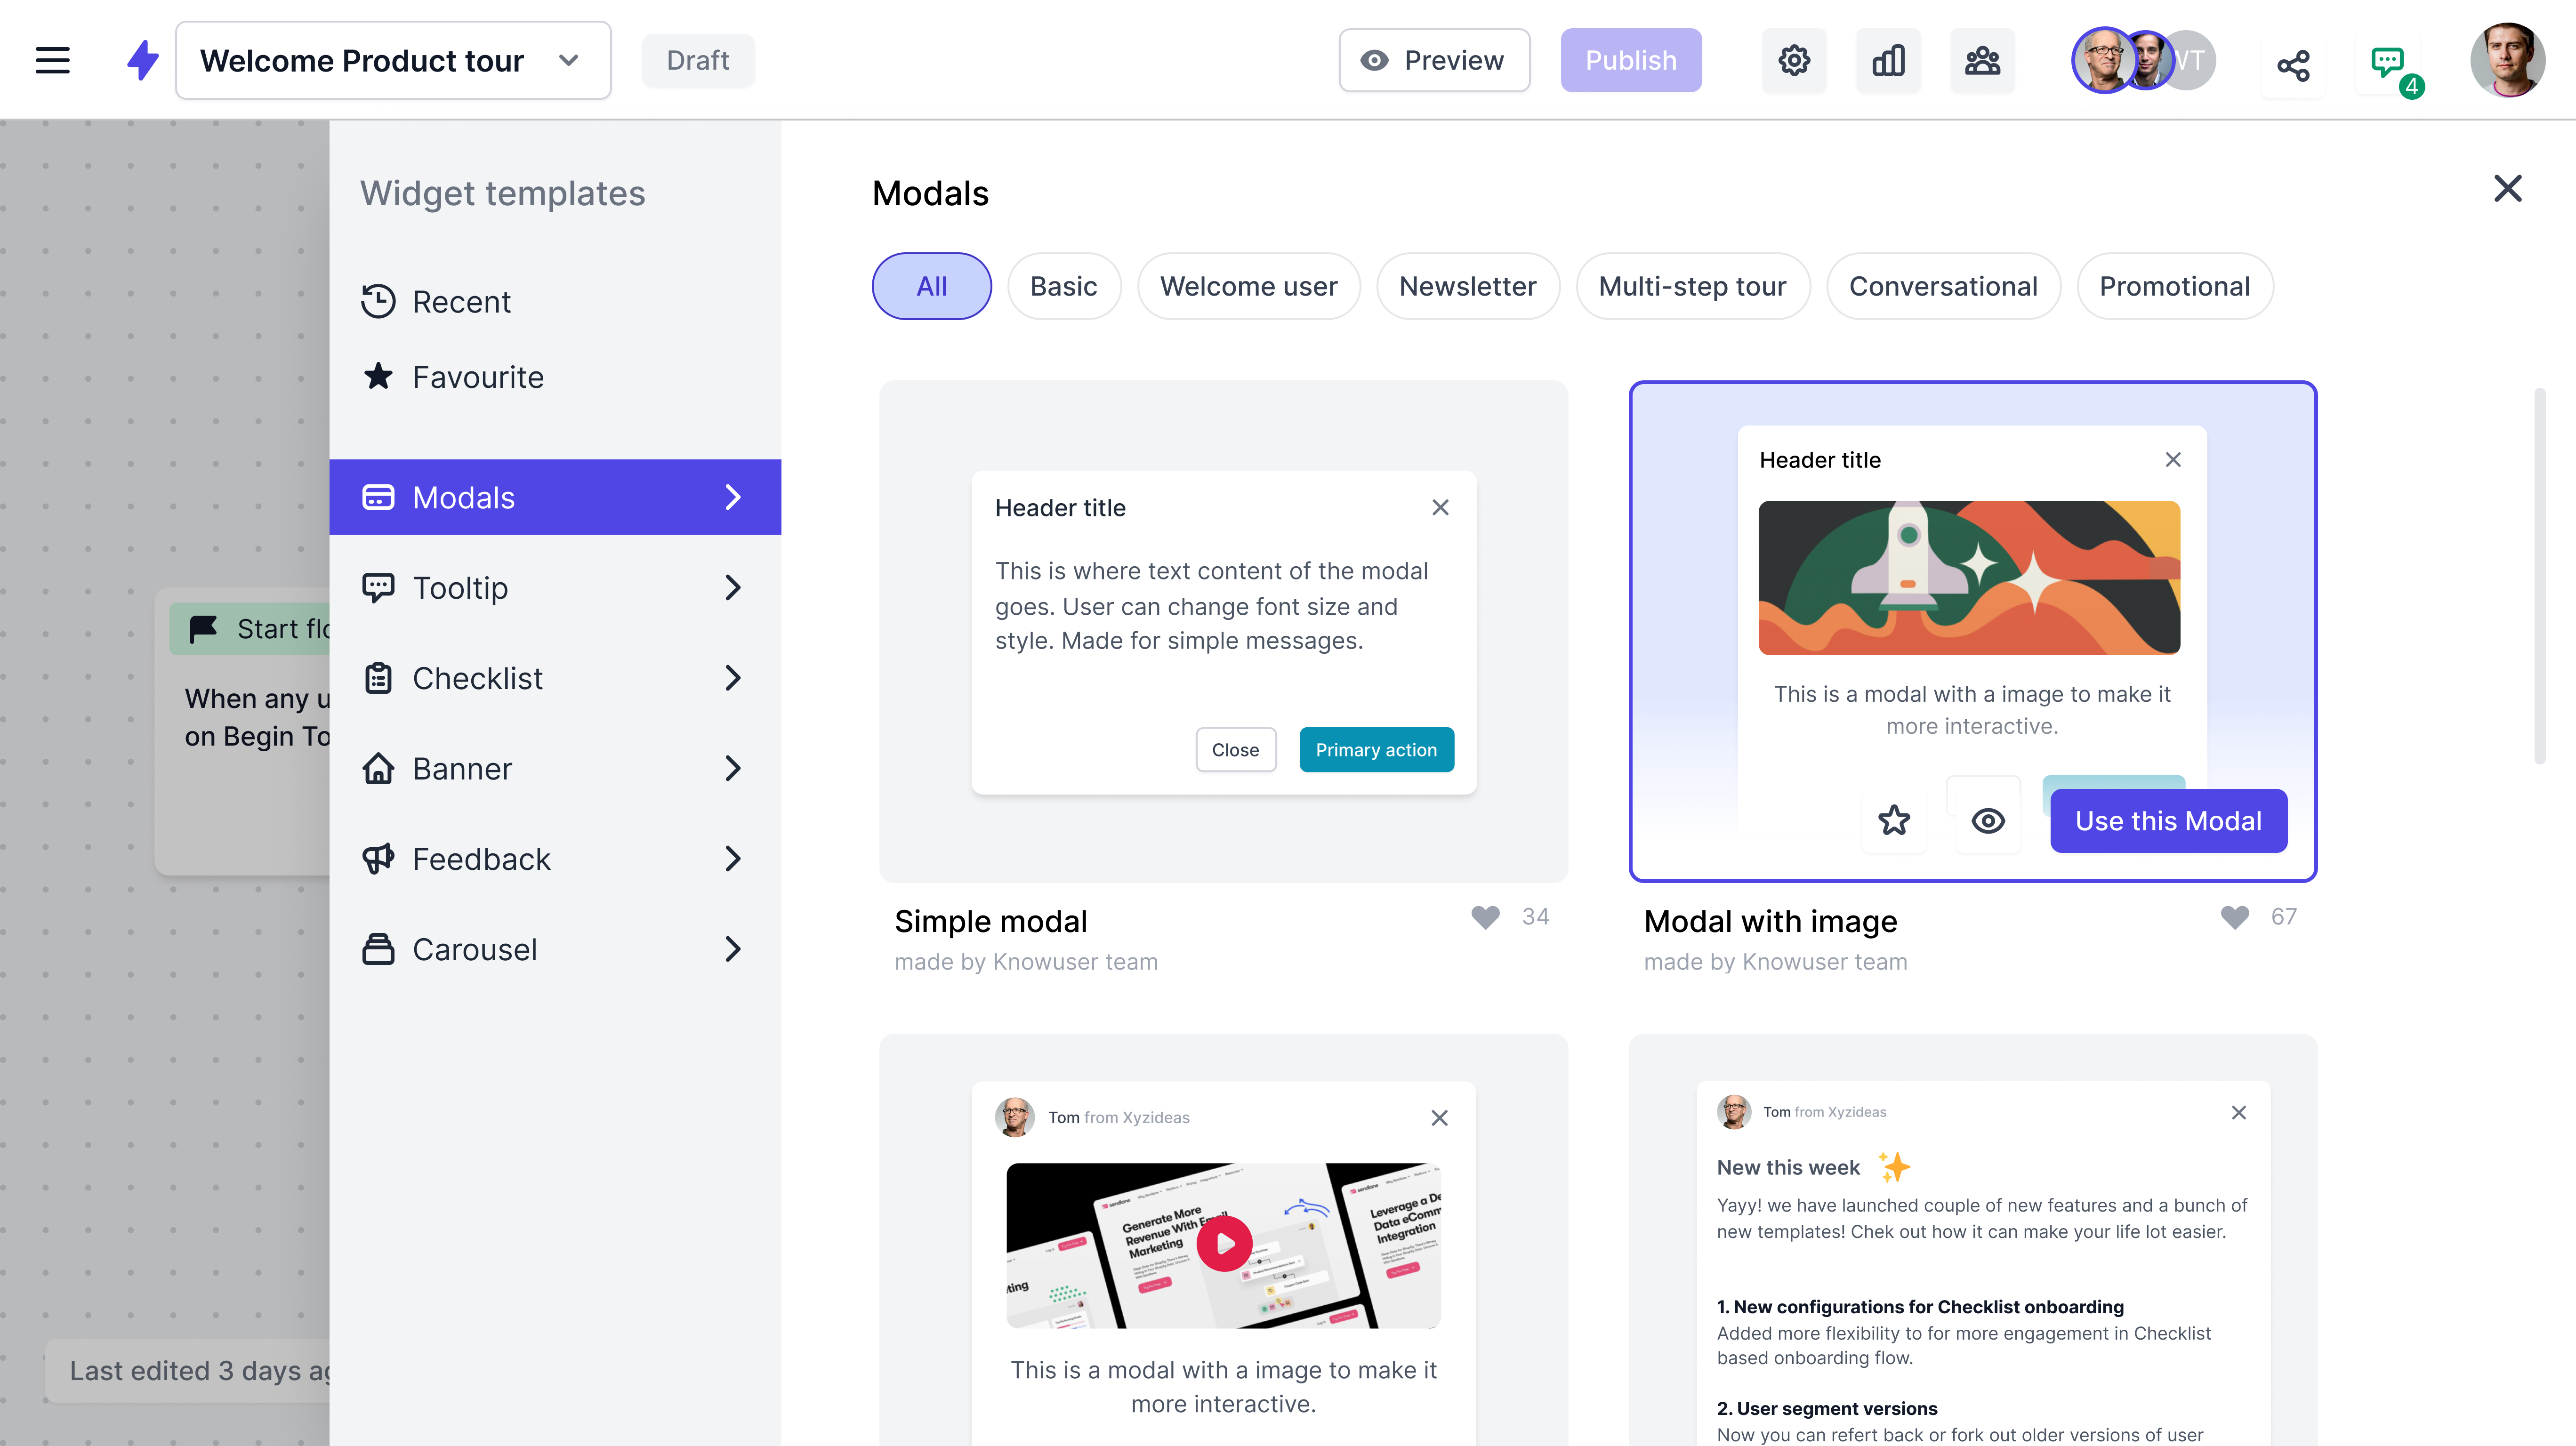 Welcome Product tour
Draft
Preview
Publish
VT
4
Widget templates
Recent
Favourite
Modals
Tooltip
Checklist
Banner
Feedback
Carousel
Start flo
When any u
on Begin To
Last edited 3 days ag
Modals
All
Basic
Welcome user
Newsletter
Multi-step tour
Conversational
Promotional
Header title
This is where text content of the modal
goes. User can change font size and
style. Made for simple messages.
Close
Primary action
Simple modal
34
made by Knowuser team
Header title
This is a modal with a image to make it
more interactive.
Use this Modal
Modal with image
67
made by Knowuser team
Tom from Xyzideas
sendlane
Generate More
Revenue With Email
Marketing
sendlane
Leverage a De
Data eComm
Integration
ting
This is a modal with a image to make it
more interactive.
Tom from Xyzideas
New this week
Yayy! we have launched couple of new features and a bunch of
new templates! Chek out how it can make your life lot easier.
1. New configurations for Checklist onboarding
Added more flexibility to for more engagement in Checklist
based onboarding flow.
2. User segment versions
Now you can refert back or fork out older versions of user